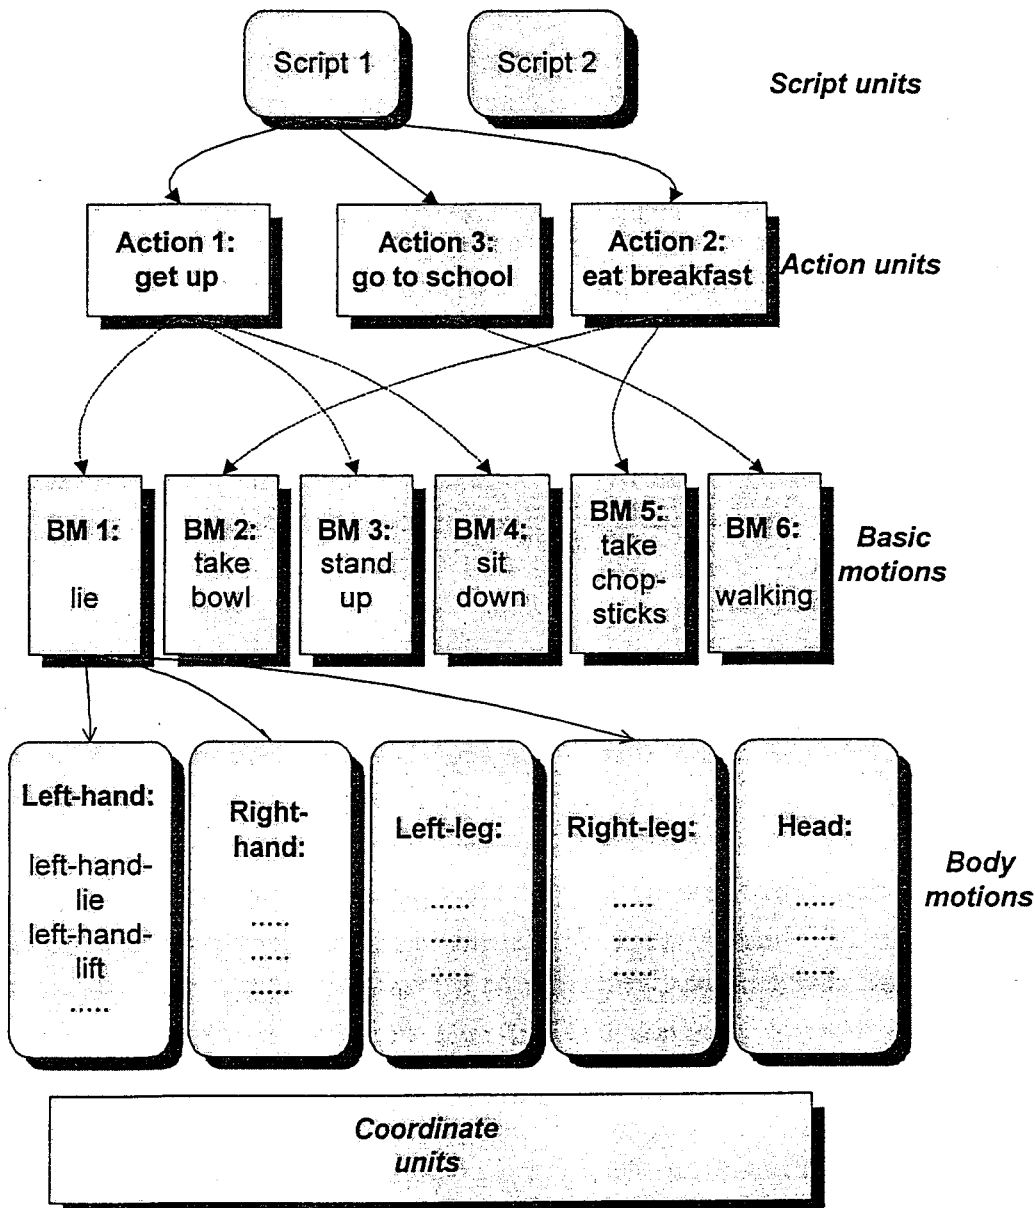 Script 1
Script 2
Script units
Action 1:
get up
Action 3:
go to school
Action 2:
eat breakfast
Action units
BM 1:
lie
BM 2:
take
bowl
BM 3:
stand
up
BM 4:
sit
down
BM 5:
take
chop-
sticks
BM 6:
walking
Basic
motions
Left-hand:
left-hand-
lie
left-hand-
lift
.....
Right-
hand:
.....
.....
.....
Left-leg:
.....
.....
.....
Right-leg:
.....
.....
.....
Head:
.....
.....
.....
Body
motions
Coordinate
units